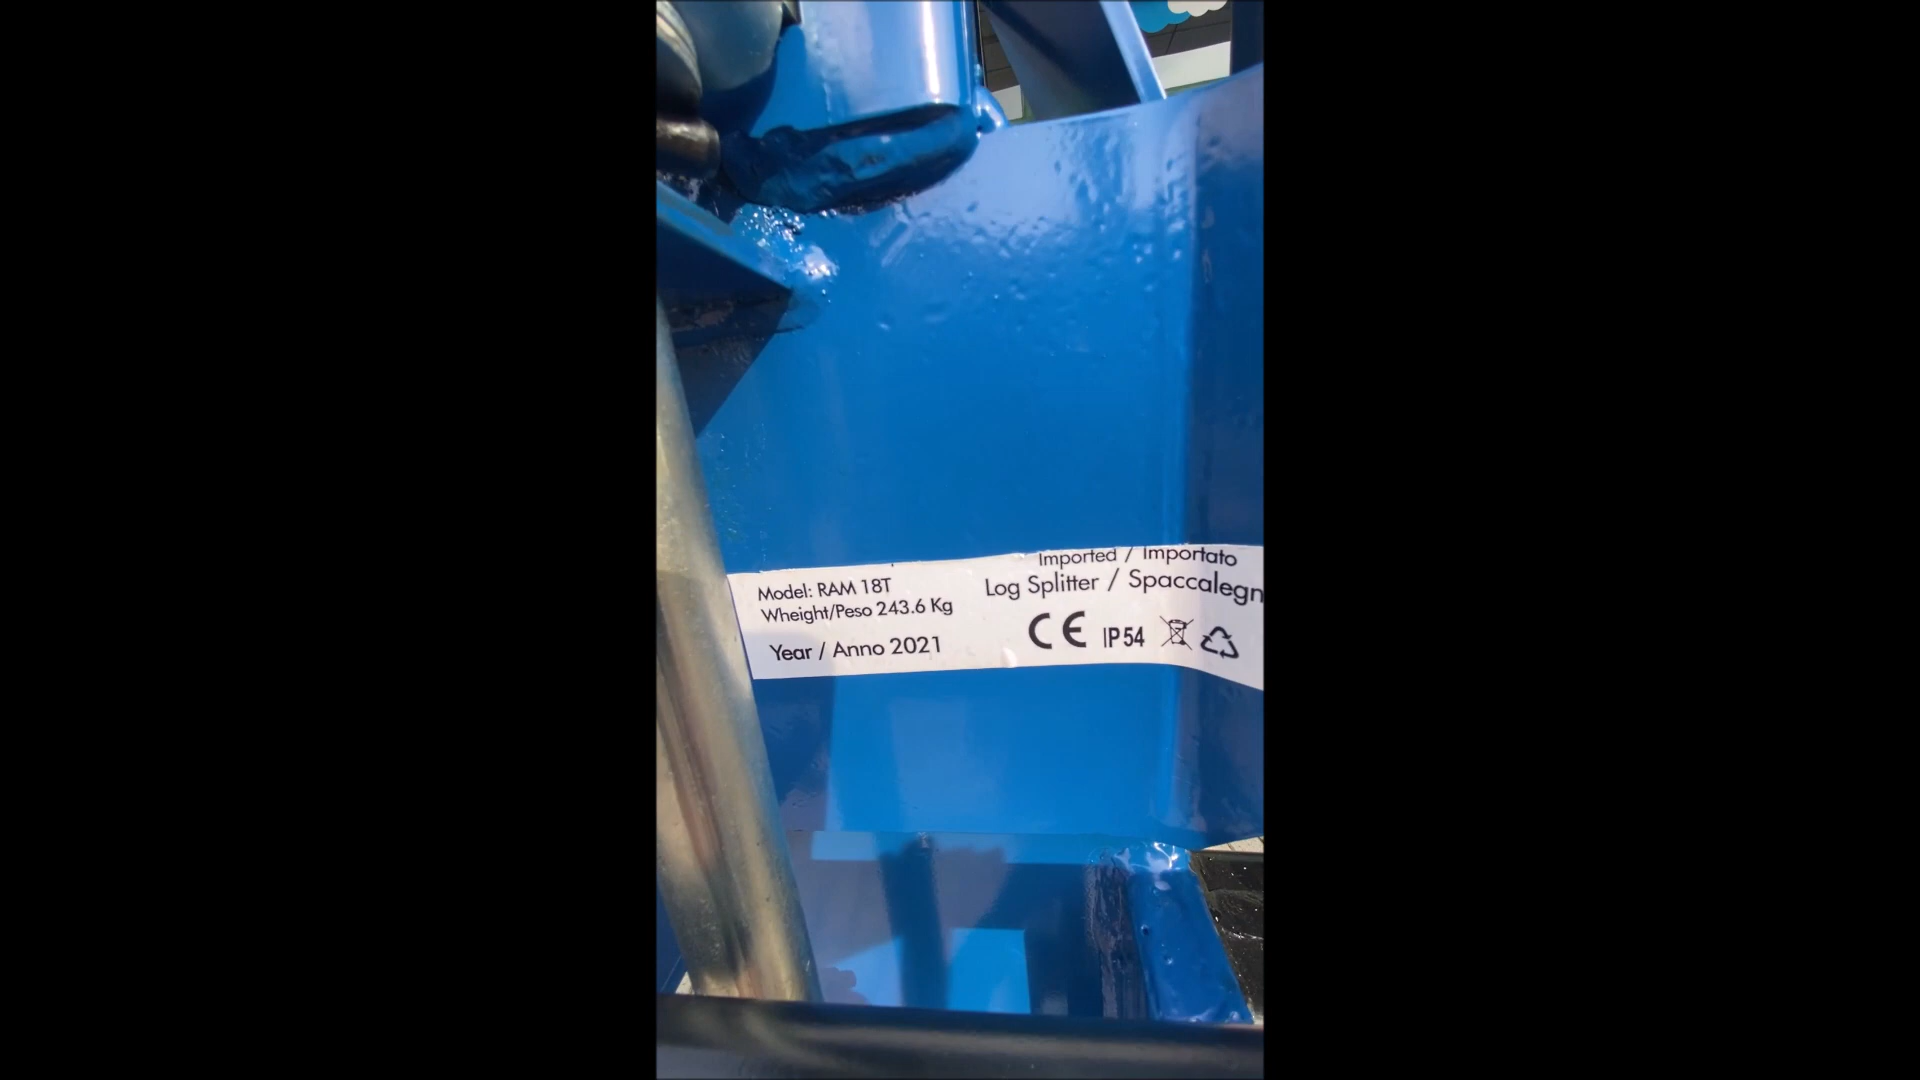 Imported / Importato
Model: RAM 18T
Log Splitter / Spaccalegn
Wheight/Peso 243.6 Kg
CE IP54
Year / Anno 2021